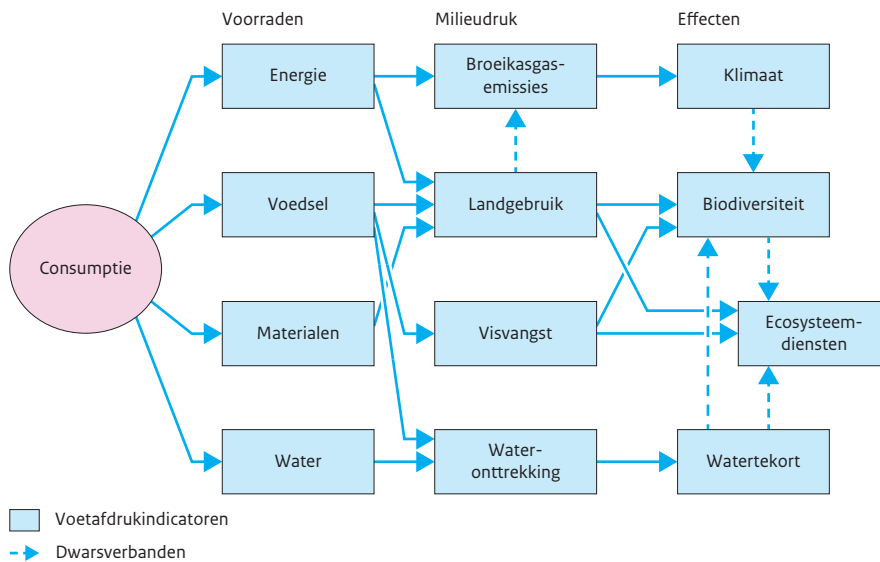 Voorraden
Milieudruk
Effecten
Energie
Broeikasgas-
emissies
Klimaat
Voedsel
Landgebruik
Biodiversiteit
Consumptie
Materialen
Visvangst
Ecosysteem-
diensten
Water
Water-
onttrekking
Watertekort
Voetafdrukindicatoren
Dwarsverbanden